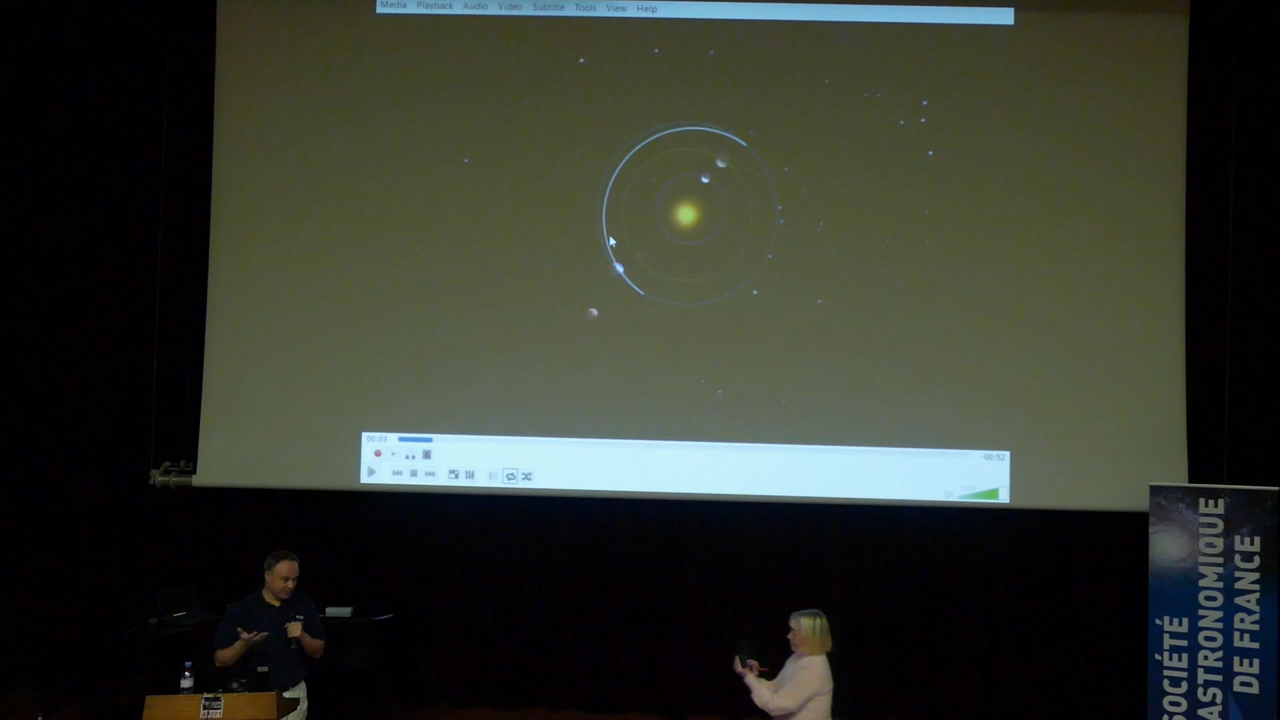 Media Playback Audio Video Subtitle Tools View Help
00:03
-00:52
SOCIÉTÉ
ASTRONOMIQUE
DE FRANCE